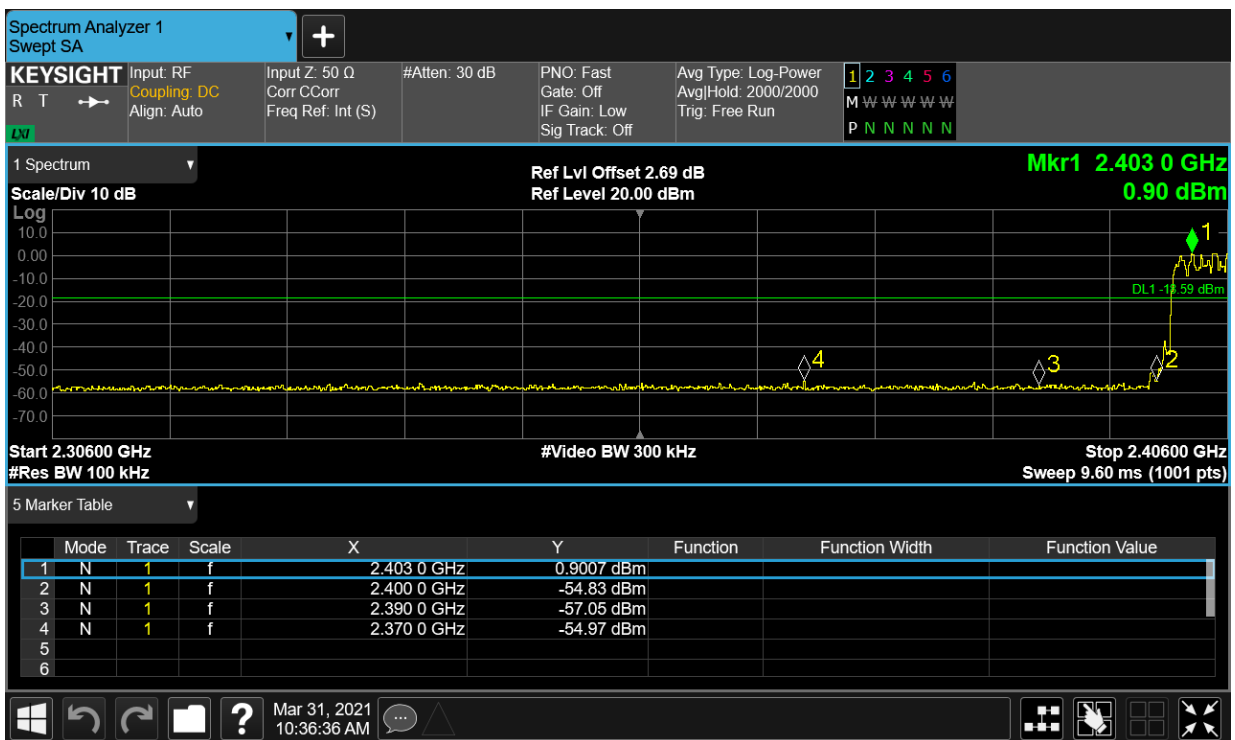 Spectrum Analyzer 1
Swept SA
KEYSIGHT
R T
LXI
Input: RF
Coupling: DC
Align: Auto
Input Z: 50 Ω
Corr CCorr
Freq Ref: Int (S)
#Atten: 30 dB
PNO: Fast
Gate: Off
IF Gain: Low
Sig Track: Off
Avg Type: Log-Power
Avg|Hold: 2000/2000
Trig: Free Run
1 2 3 4 5 6
M W W W W W
P N N N N N
1 Spectrum
Scale/Div 10 dB
Ref Lvl Offset 2.69 dB
Ref Level 20.00 dBm
Mkr1 2.403 0 GHz
0.90 dBm
Log
10.0
0.00
-10.0
-20.0
-30.0
-40.0
-50.0
-60.0
-70.0
1
DL1 -18.59 dBm
4
3
2
Start 2.30600 GHz
#Video BW 300 kHz
Stop 2.40600 GHz
#Res BW 100 kHz
Sweep 9.60 ms (1001 pts)
5 Marker Table
Mode Trace Scale X Y Function Function Width Function Value
1 N 1 f 2.403 0 GHz 0.9007 dBm
2 N 1 f 2.400 0 GHz -54.83 dBm
3 N 1 f 2.390 0 GHz -57.05 dBm
4 N 1 f 2.370 0 GHz -54.97 dBm
5
6
?
Mar 31, 2021
10:36:36 AM